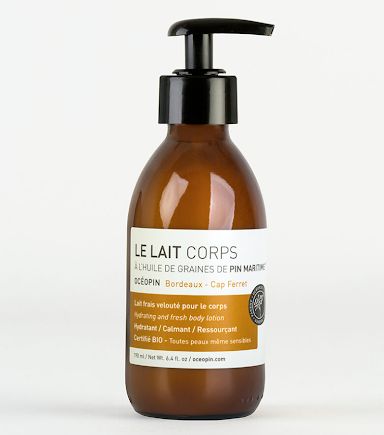 LE LAIT CORPS
À L'HUILE DE GRAINES DE PIN MARITIME
OCÉOPIN Bordeaux - Cap Ferret
Lait frais velouté pour le corps
Hydrating and fresh body lotion
Hydratant / Calmant / Ressourçant
Certifié BIO - Toutes peaux même sensibles
190 ml / Net Wt. 6.4 fl. oz / oceopin.com